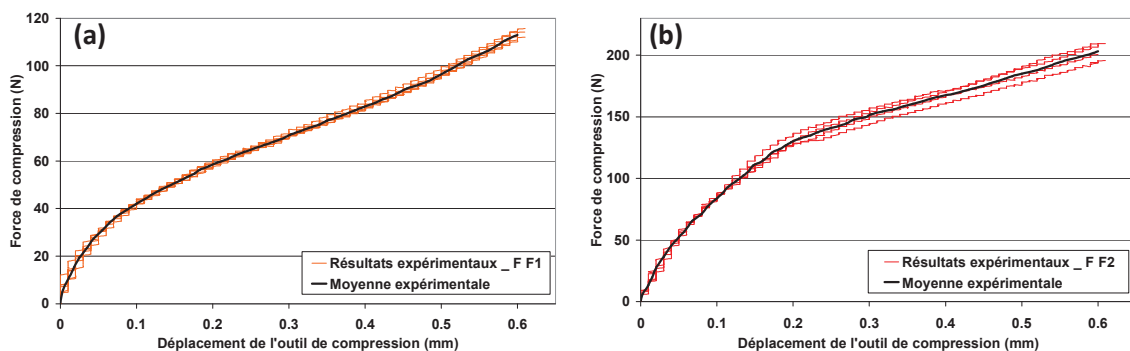 (a)
Force de compression (N)
120
100
80
60
40
20
0
0
0.1
0.2
0.3
0.4
0.5
0.6
Déplacement de l'outil de compression (mm)
Résultats expérimentaux _ F F1
Moyenne expérimentale
(b)
Force de compression (N)
200
150
100
50
0
0
0.1
0.2
0.3
0.4
0.5
0.6
Déplacement de l'outil de compression (mm)
Résultats expérimentaux _ F F2
Moyenne expérimentale